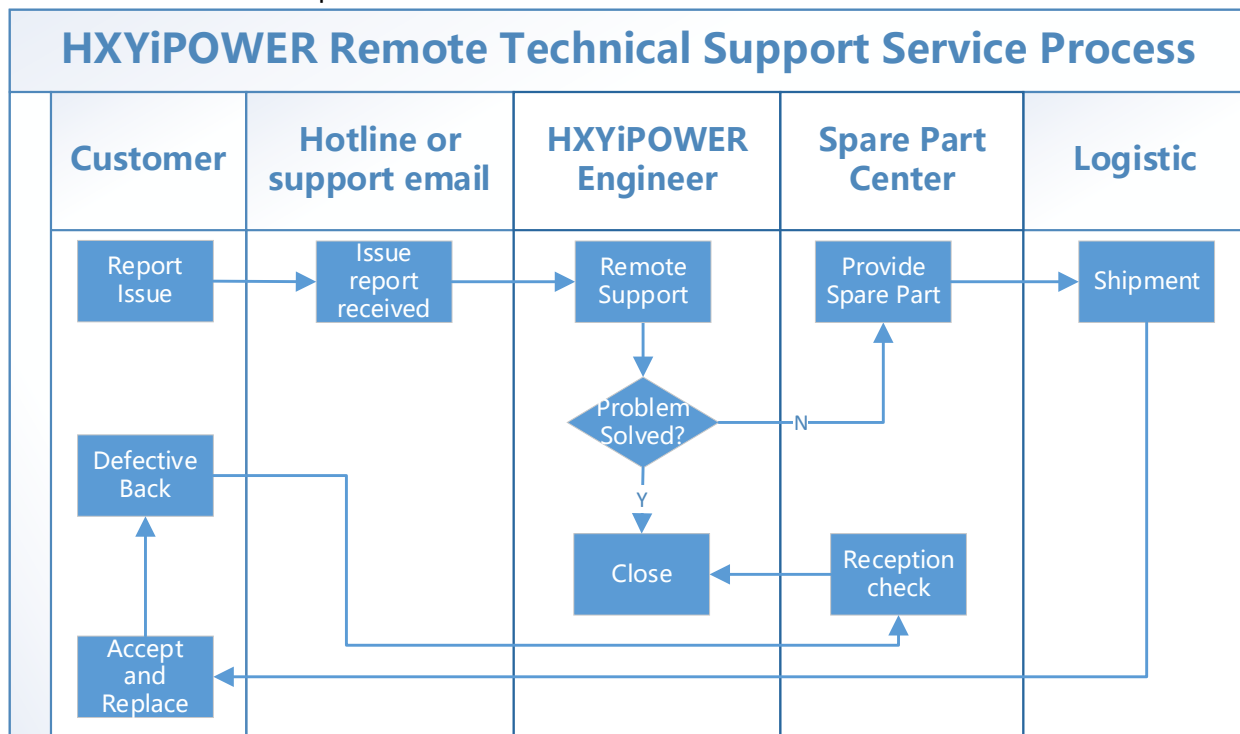 HXYiPOWER Remote Technical Support Service Process
Customer
Hotline or
support email
HXYiPOWER
Engineer
Spare Part
Center
Logistic
Report
Issue
Issue
report
received
Remote
Support
Provide
Spare Part
Shipment
Problem
Solved?
N
Defective
Back
Y
Close
Reception
check
Accept
and
Replace